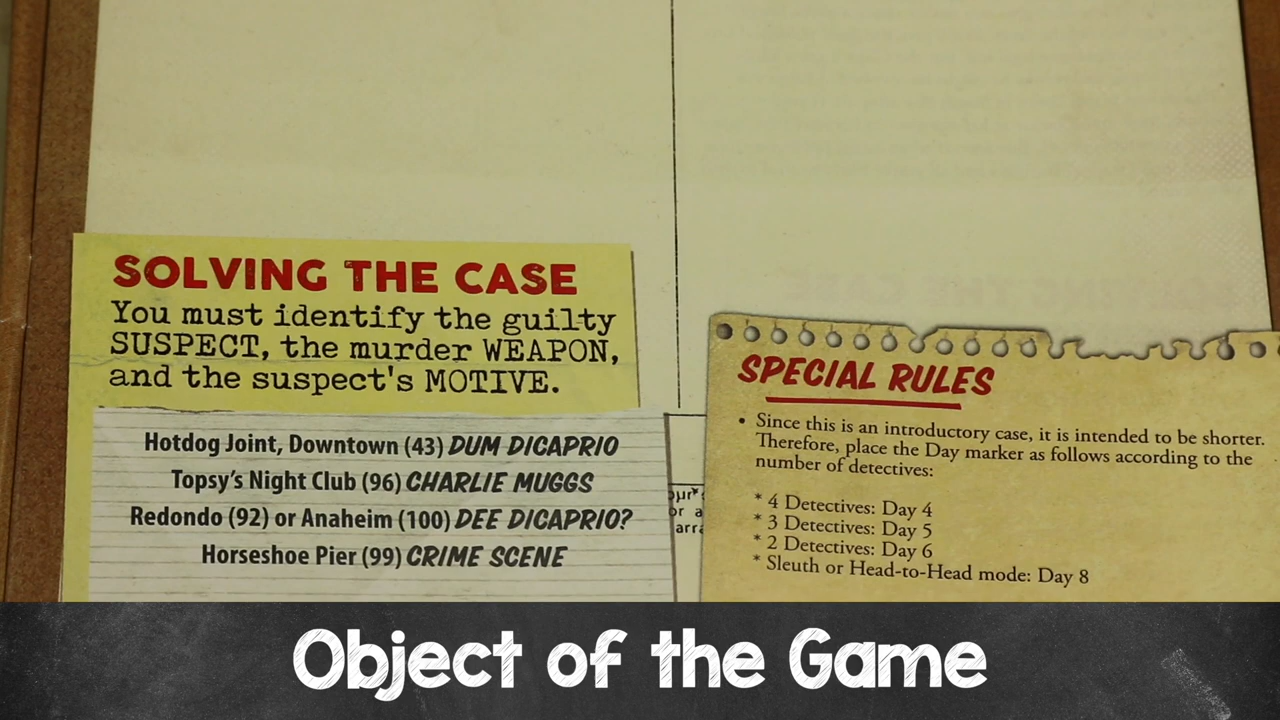 SOLVING THE CASE
You must identify the guilty
SUSPECT, the murder WEAPON,
and the suspect's MOTIVE.
Hotdog Joint, Downtown (43) DUM DICAPRIO
Topsy's Night Club (96) CHARLIE MUGGS
Redondo (92) or Anaheim (100) DEE DICAPRIO?
Horseshoe Pier (99) CRIME SCENE
SPECIAL RULES
• Since this is an introductory case, it is intended to be shorter.
Therefore, place the Day marker as follows according to the
number of detectives:
* 4 Detectives: Day 4
* 3 Detectives: Day 5
* 2 Detectives: Day 6
* Sleuth or Head-to-Head mode: Day 8
Object of the Game